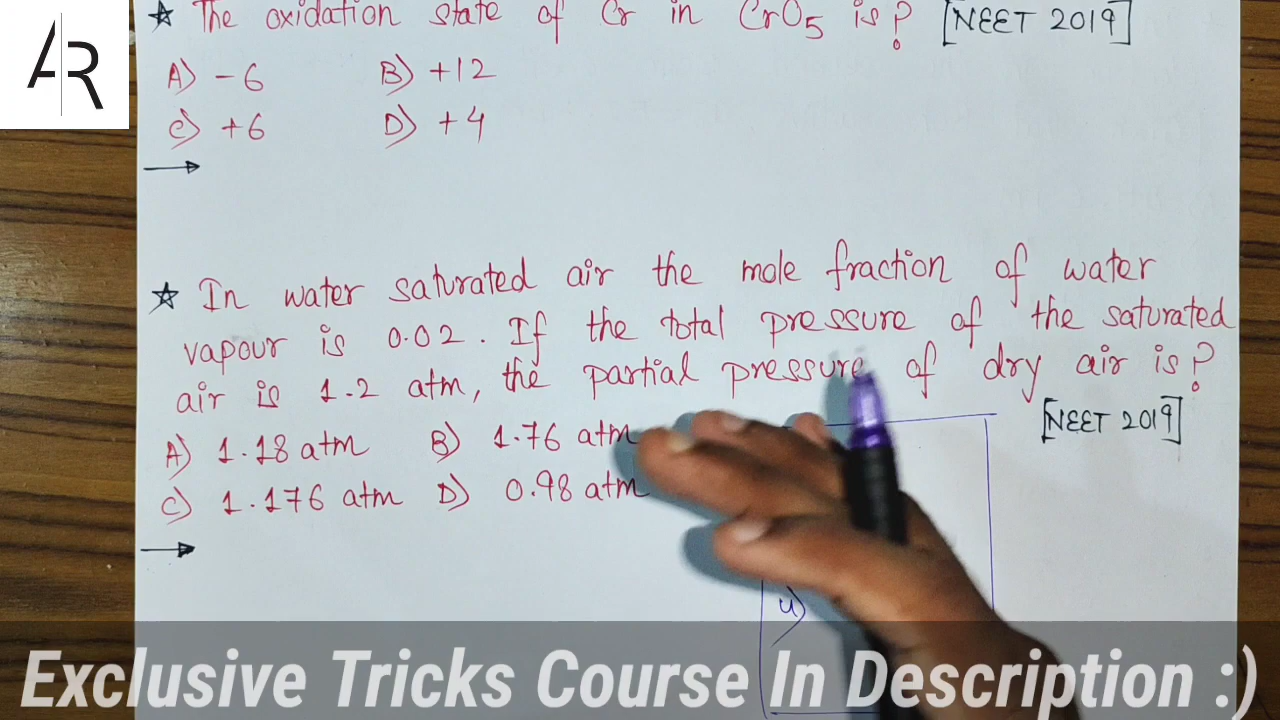 AR
☆ The oxidation state of Cr in CrO5 is? [NEET 2019]
A) -6 B) +12
C) +6 D) +4
☆ In water saturated air the mole fraction of water
vapour is 0.02. If the total pressure of the saturated
air is 1.2 atm, the partial pressure of dry air is?
[NEET 2019]
A) 1.18 atm B) 1.76 atm
C) 1.176 atm D) 0.98 atm
Exclusive Tricks Course In Description :)